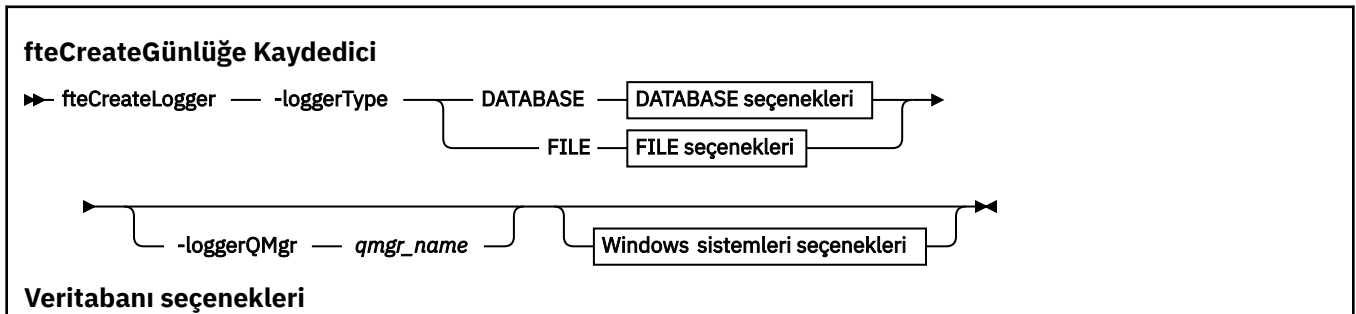 fteCreateGünlüğe Kaydedici
fteCreateLogger -loggerType DATABASE DATABASE seçenekleri
FILE FILE seçenekleri
-loggerQMgr qmgr_name Windows sistemleri seçenekleri
Veritabanı seçenekleri